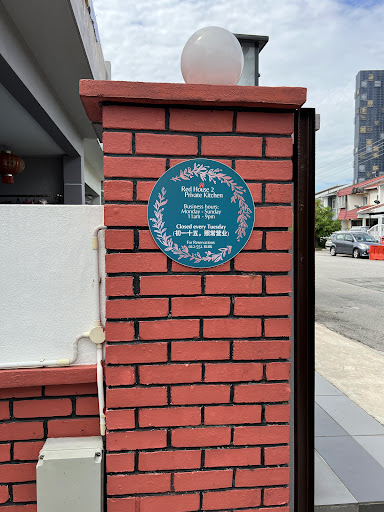 Red House 2
Private Kitchen
Business hours:
Monday - Sunday
11am - 9pm
Closed every Tuesday
(初一十五，照常营业)
For Reservations